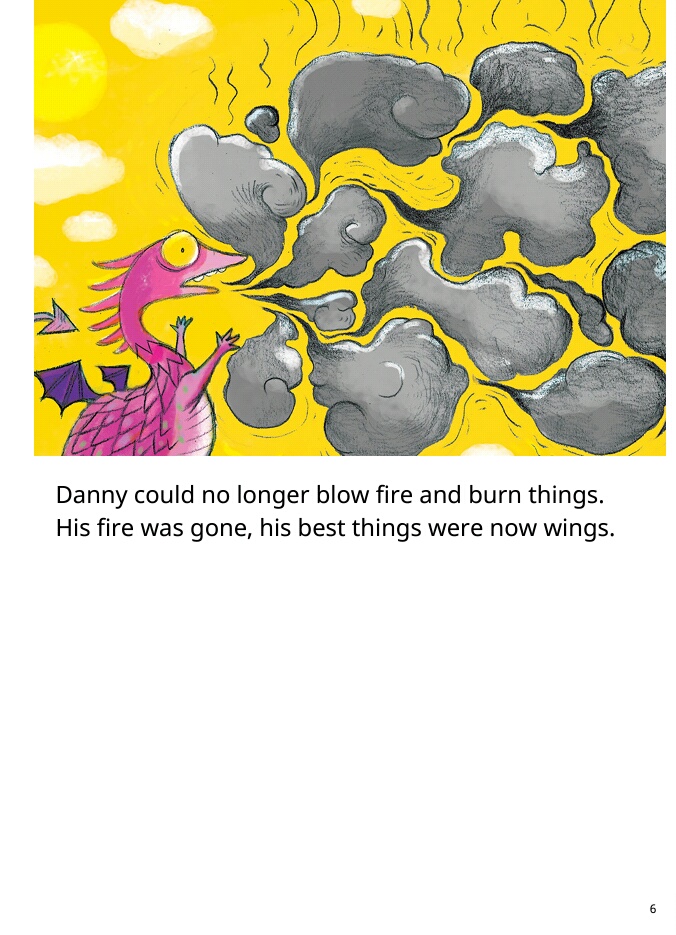 Danny could no longer blow fire and burn things.
His fire was gone, his best things were now wings.
6